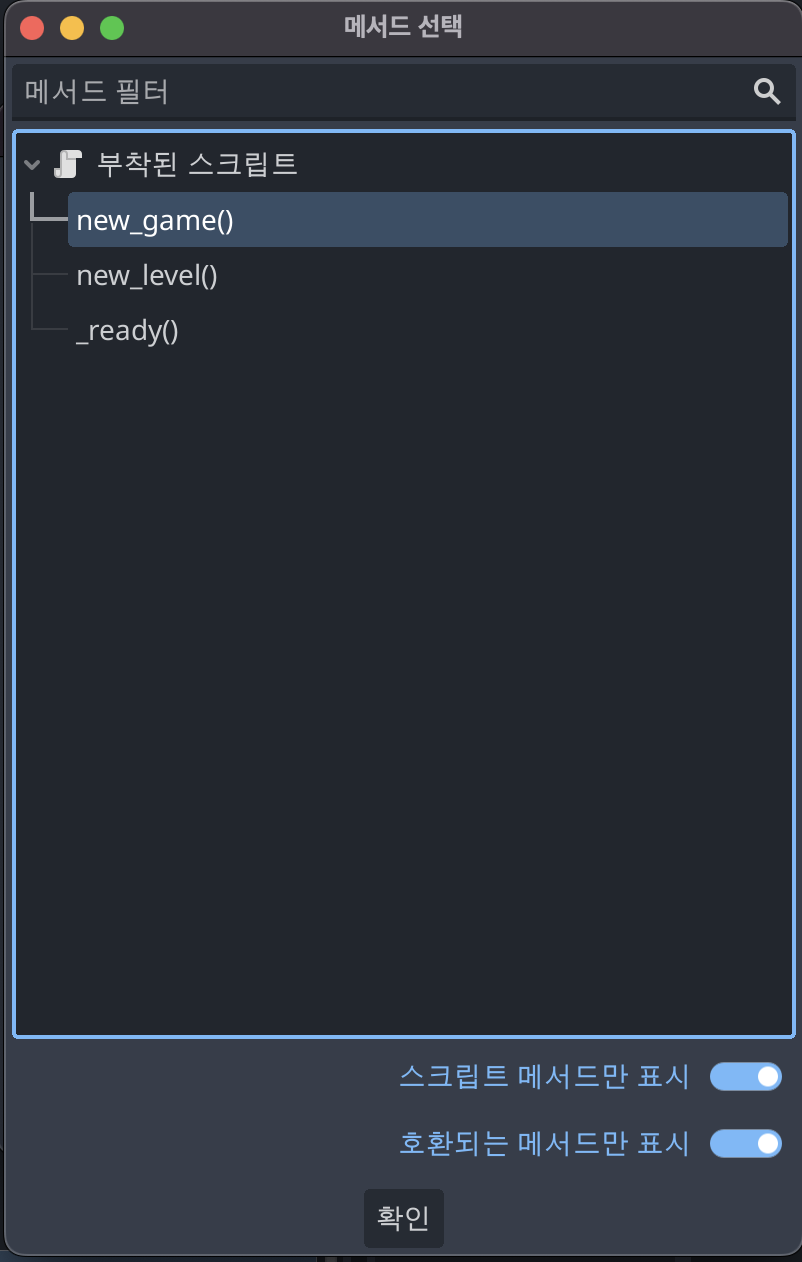 메서드 선택
메서드 필터
부착된 스크립트
new_game()
new_level()
_ready()
스크립트 메서드만 표시
호환되는 메서드만 표시
확인